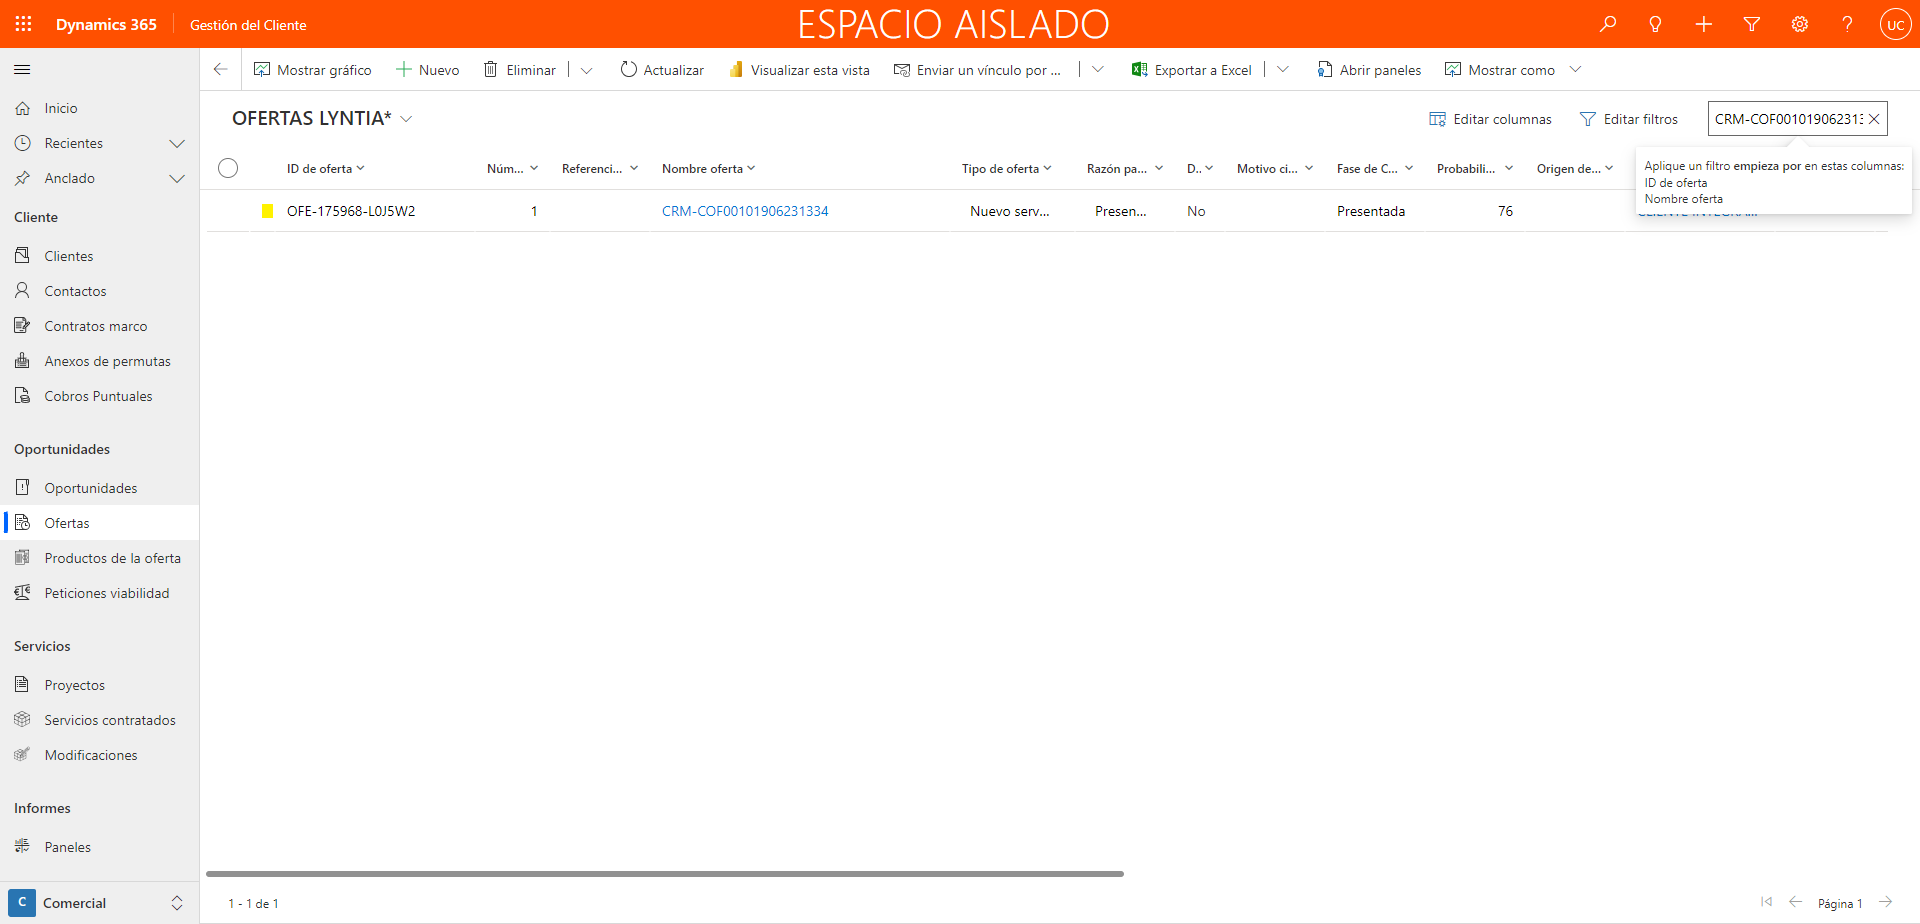 Dynamics 365
Gestión del Cliente
ESPACIO AISLADO
UC
Mostrar gráfico
Nuevo
Eliminar
Actualizar
Visualizar esta vista
Enviar un vínculo por ...
Exportar a Excel
Abrir paneles
Mostrar como
Inicio
Recientes
Anclado
Cliente
Clientes
Contactos
Contratos marco
Anexos de permutas
Cobros Puntuales
Oportunidades
Oportunidades
Ofertas
Productos de la oferta
Peticiones viabilidad
Servicios
Proyectos
Servicios contratados
Modificaciones
Informes
Paneles
C Comercial
OFERTAS LYNTIA*
Editar columnas
Editar filtros
CRM-COF00101906231
Aplique un filtro empieza por en estas columnas:
ID de oferta
Nombre oferta
ID de oferta
Núm...
Referenci...
Nombre oferta
Tipo de oferta
Razón pa...
D..
Motivo ci...
Fase de C...
Probabili...
Origen de...
OFE-175968-L0J5W2
1
CRM-COF00101906231334
Nuevo serv...
Presen...
No
Presentada
76
1 - 1 de 1
Página 1